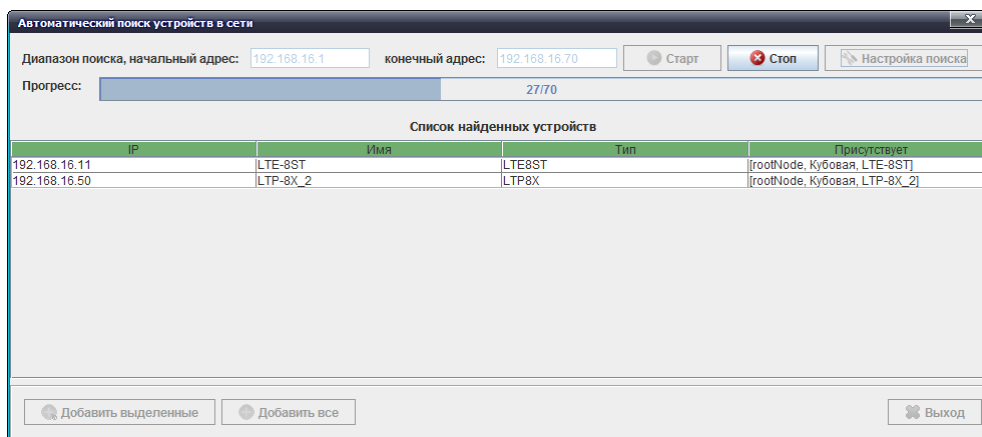 Автоматический поиск устройств в сети
Диапазон поиска, начальный адрес: 192.168.16.1 конечный адрес: 192.168.16.70 Старт Стоп Настройка поиска
Прогресс: 27/70
Список найденных устройств
IP Имя Тип Присутствует
192.168.16.11 LTE-8ST LTE8ST [rootNode, Кубовая, LTE-8ST]
192.168.16.50 LTP-8X_2 LTP8X [rootNode, Кубовая, LTP-8X_2]
Добавить выделенные Добавить все Выход